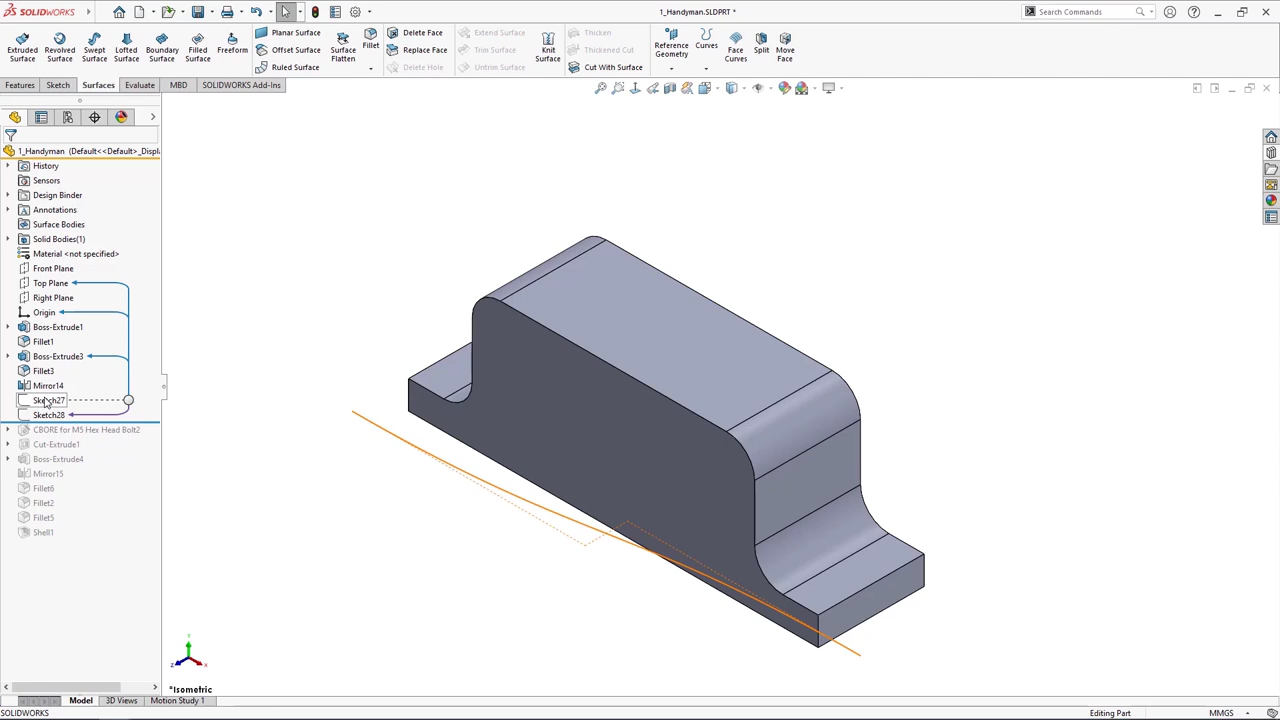 SOLIDWORKS
1_Handyman.SLDPRT *
Search Commands
Extruded Surface
Revolved Surface
Swept Surface
Lofted Surface
Boundary Surface
Filled Surface
Freeform
Planar Surface
Offset Surface
Ruled Surface
Surface Flatten
Fillet
Delete Face
Replace Face
Delete Hole
Extend Surface
Trim Surface
Untrim Surface
Knit Surface
Thicken
Thickened Cut
Cut With Surface
Reference Geometry
Curves
Face Curves
Split
Move Face
Features
Sketch
Surfaces
Evaluate
MBD
SOLIDWORKS Add-Ins
1_Handyman (Default<<Default>_Displa
History
Sensors
Design Binder
Annotations
Surface Bodies
Solid Bodies(1)
Material <not specified>
Front Plane
Top Plane
Right Plane
Origin
Boss-Extrude1
Fillet1
Boss-Extrude3
Fillet3
Mirror14
Sketch27
Sketch28
CBORE for M5 Hex Head Bolt2
Cut-Extrude1
Boss-Extrude4
Mirror15
Fillet6
Fillet2
Fillet5
Shell1
Y
Z
X
*Isometric
Model
3D Views
Motion Study 1
SOLIDWORKS
Editing Part
MMGS